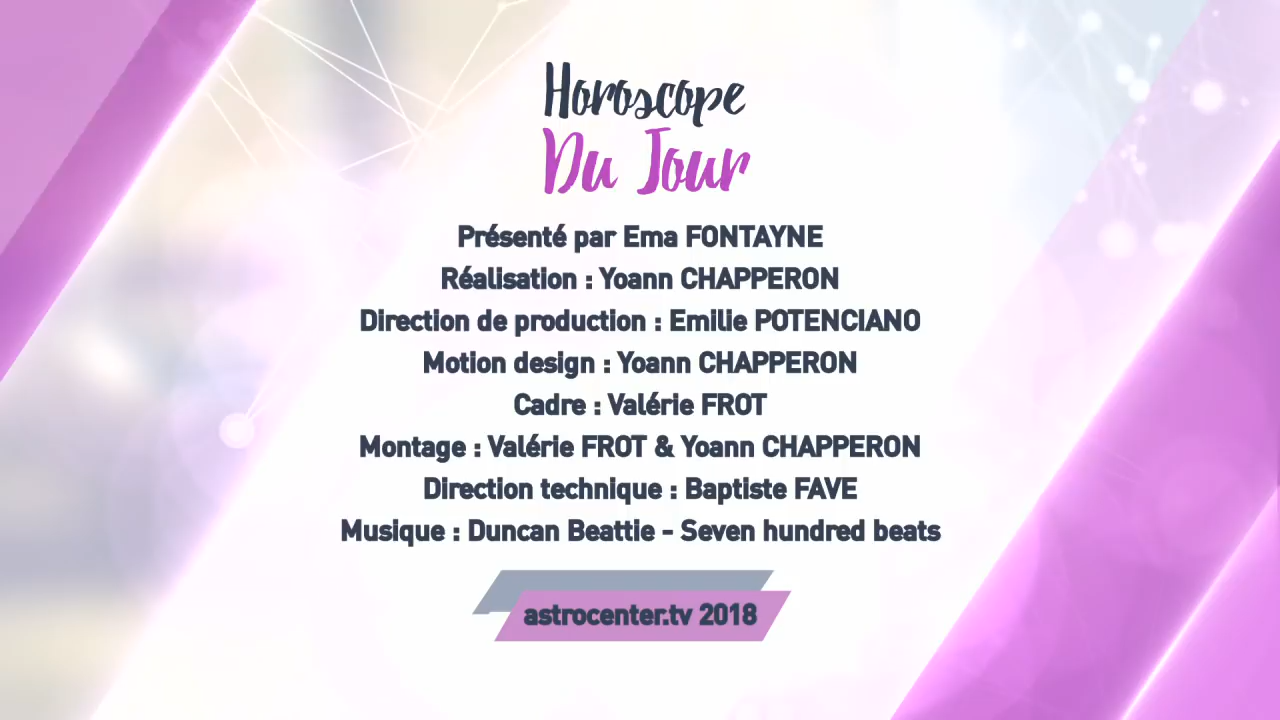 Horoscope
Du Jour
Présenté par Ema FONTAYNE
Réalisation : Yoann CHAPPERON
Direction de production : Emilie POTENCIANO
Motion design : Yoann CHAPPERON
Cadre : Valérie FROT
Montage : Valérie FROT & Yoann CHAPPERON
Direction technique : Baptiste FAVE
Musique : Duncan Beattie - Seven hundred beats
astrocenter.tv 2018